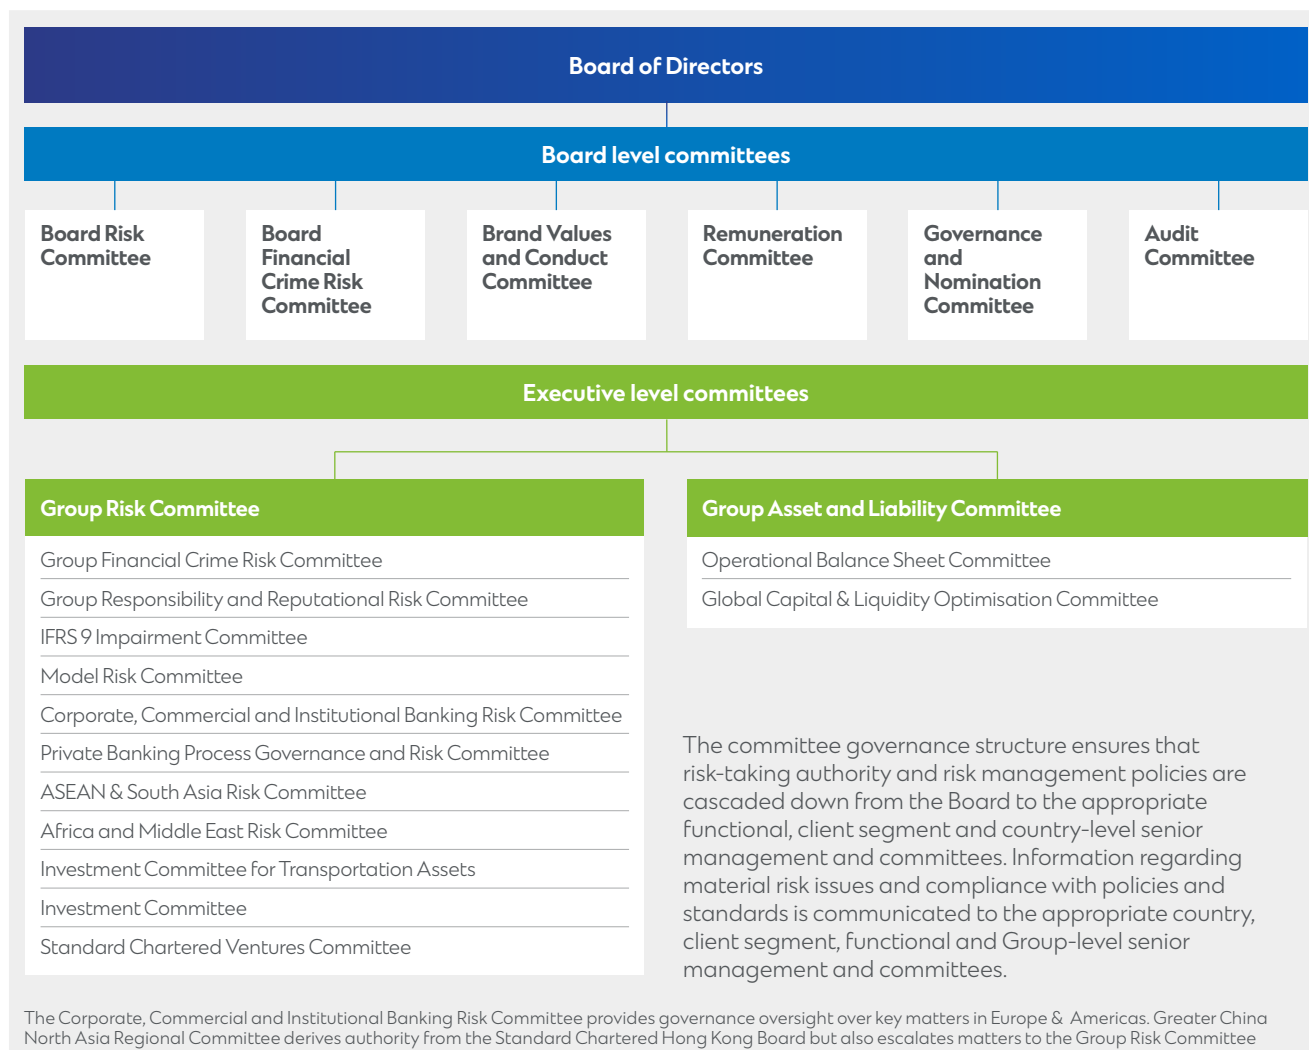 Board of Directors
Board level committees
Board Risk
Committee
Board
Financial
Crime Risk
Committee
Brand Values
and Conduct
Committee
Remuneration
Committee
Governance
and
Nomination
Committee
Audit
Committee
Executive level committees
Group Risk Committee
Group Financial Crime Risk Committee
Group Responsibility and Reputational Risk Committee
IFRS 9 Impairment Committee
Model Risk Committee
Corporate, Commercial and Institutional Banking Risk Committee
Private Banking Process Governance and Risk Committee
ASEAN & South Asia Risk Committee
Africa and Middle East Risk Committee
Investment Committee for Transportation Assets
Investment Committee
Standard Chartered Ventures Committee
Group Asset and Liability Committee
Operational Balance Sheet Committee
Global Capital & Liquidity Optimisation Committee
The committee governance structure ensures that
risk-taking authority and risk management policies are
cascaded down from the Board to the appropriate
functional, client segment and country-level senior
management and committees. Information regarding
material risk issues and compliance with policies and
standards is communicated to the appropriate country,
client segment, functional and Group-level senior
management and committees.
The Corporate, Commercial and Institutional Banking Risk Committee provides governance oversight over key matters in Europe & Americas. Greater China
North Asia Regional Committee derives authority from the Standard Chartered Hong Kong Board but also escalates matters to the Group Risk Committee